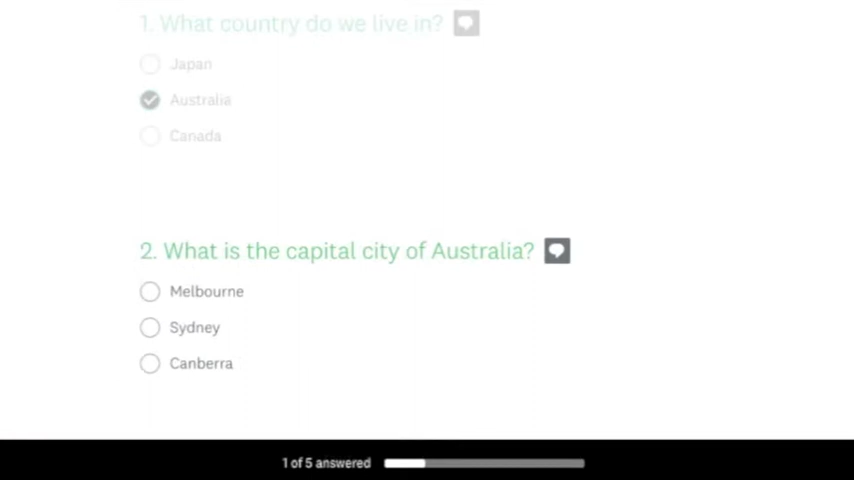 1. What country do we live in?
Japan
Australia
Canada
2. What is the capital city of Australia?
Melbourne
Sydney
Canberra
1 of 5 answered